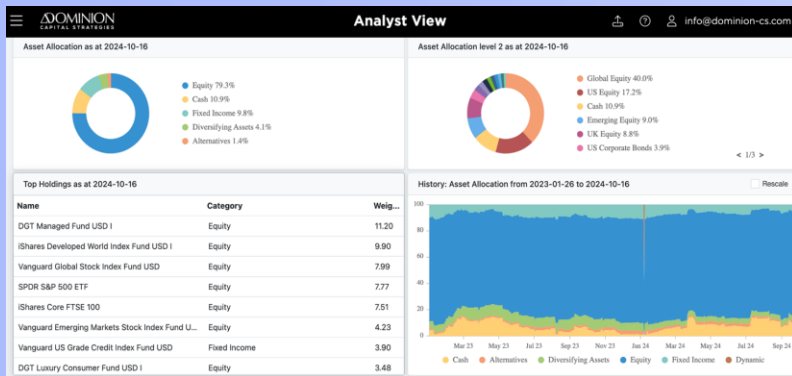 DOMINION
CAPITAL STRATEGIES
Analyst View
info@dominion-cs.com
Asset Allocation as at 2024-10-16
Equity 79.3%
Cash 10.9%
Fixed Income 9.8%
Diversifying Assets 4.1%
Alternatives 1.4%
Asset Allocation level 2 as at 2024-10-16
Global Equity 40.0%
US Equity 17.2%
Cash 10.9%
Emerging Equity 9.0%
UK Equity 8.8%
US Corporate Bonds 3.9%
< 1/3 >
Top Holdings as at 2024-10-16
Name Category Weig...
DGT Managed Fund USD I Equity 11.20
iShares Developed World Index Fund USD I Equity 9.90
Vanguard Global Stock Index Fund USD Equity 7.99
SPDR S&P 500 ETF Equity 7.77
iShares Core FTSE 100 Equity 7.51
Vanguard Emerging Markets Stock Index Fund U... Equity 4.23
Vanguard US Grade Credit Index Fund USD Fixed Income 3.90
DGT Luxury Consumer Fund USD I Equity 3.48
History: Asset Allocation from 2023-01-26 to 2024-10-16
Rescale
100
80
60
40
20
0
Mar 23 May 23 Jul 23 Sep 23 Nov 23 Jan 24 Mar 24 May 24 Jul 24 Sep 24
Cash Alternatives Diversifying Assets Equity Fixed Income Dynamic